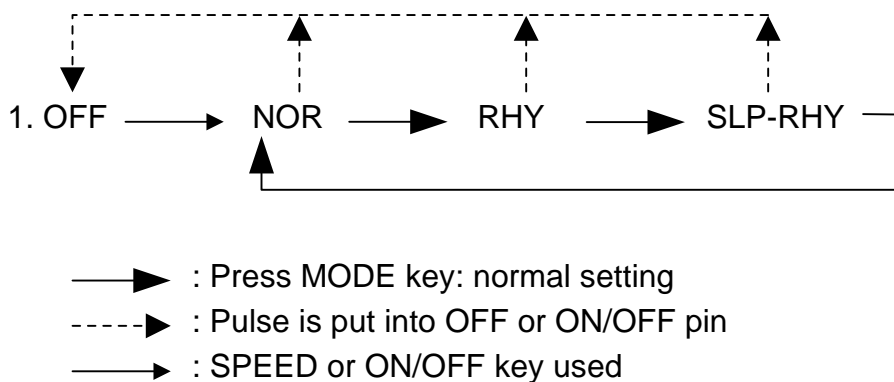 1. OFF NOR RHY SLP-RHY
: Press MODE key: normal setting
: Pulse is put into OFF or ON/OFF pin
: SPEED or ON/OFF key used